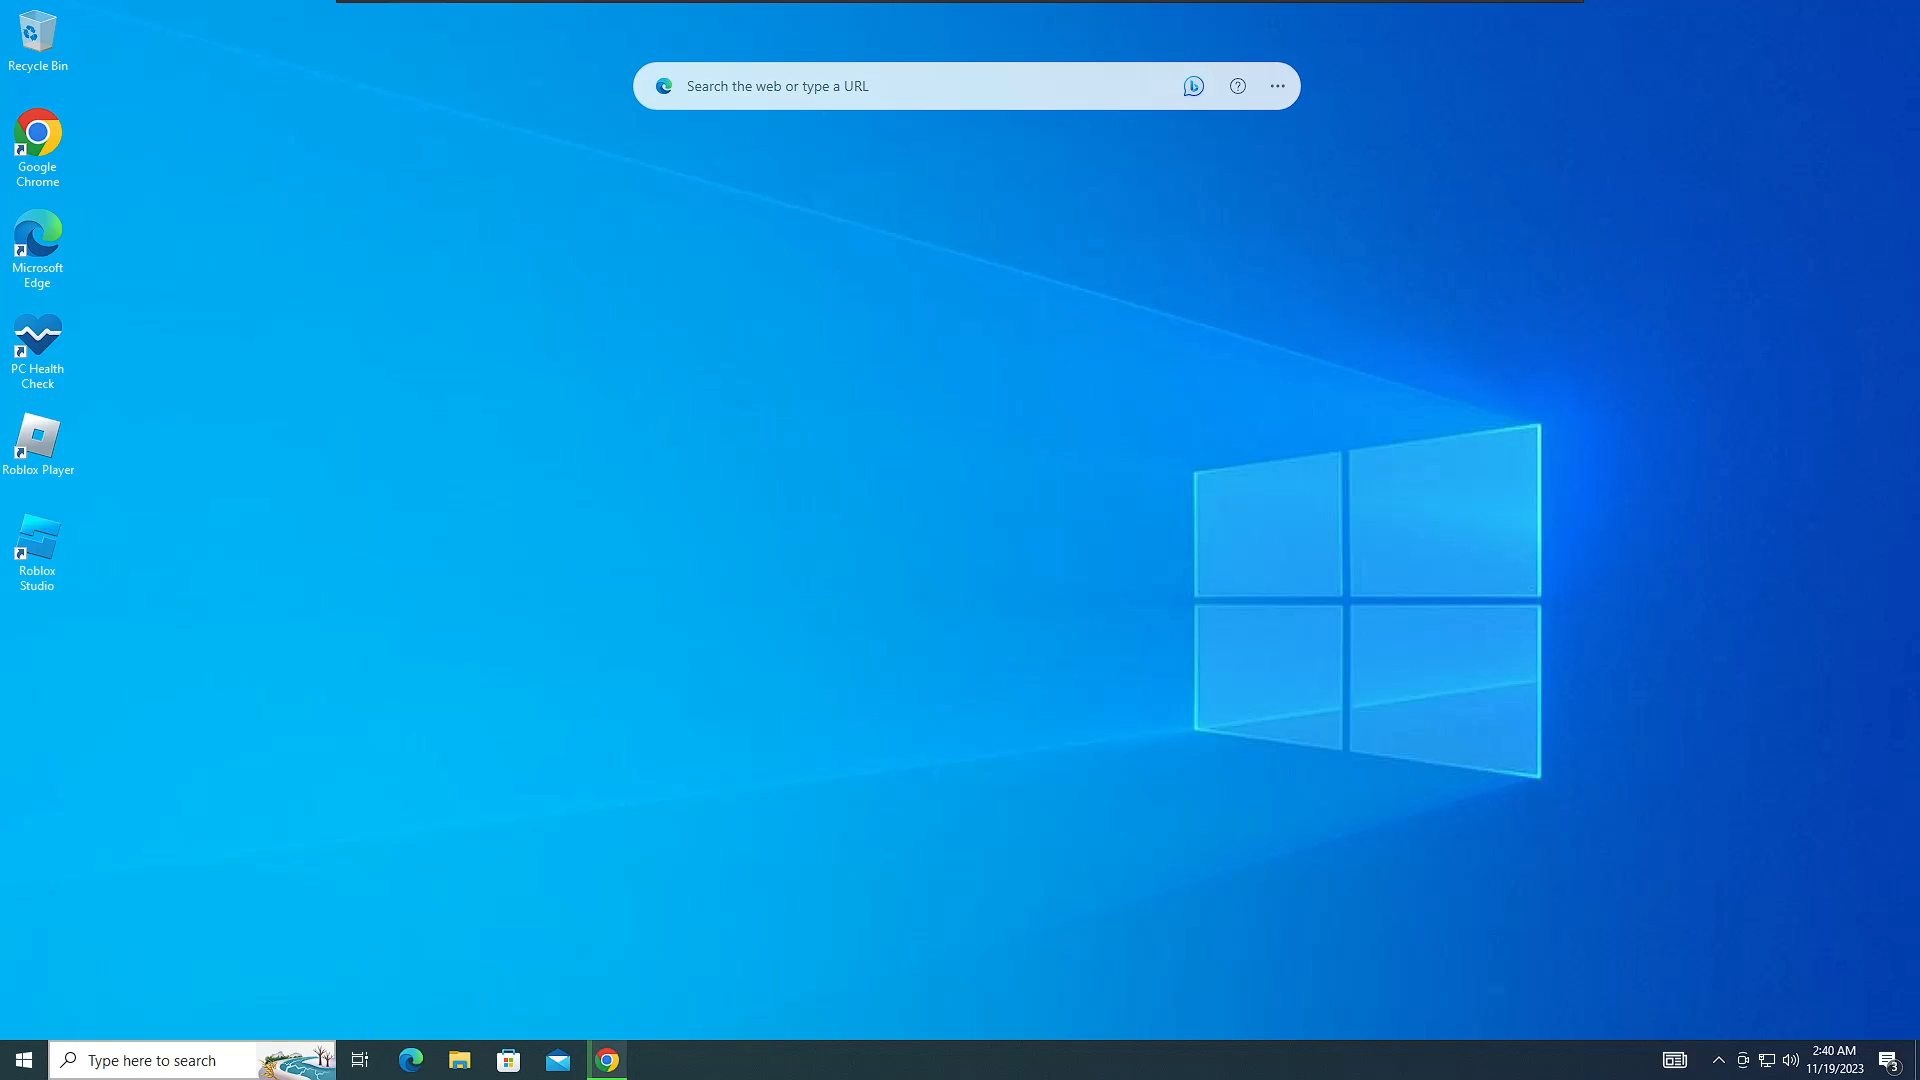 Recycle Bin
Search the web or type a URL
Google
Chrome
Microsoft
Edge
PC Health
Check
Roblox Player
Roblox
Studio
Type here to search
2:40 AM
11/19/2023
3